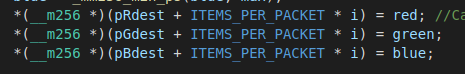 *(__m256 *)(pRdest + ITEMS_PER_PACKET * i) = red; //Ca
*(__m256 *)(pGdest + ITEMS_PER_PACKET * i) = green;
*(__m256 *)(pBdest + ITEMS_PER_PACKET * i) = blue;